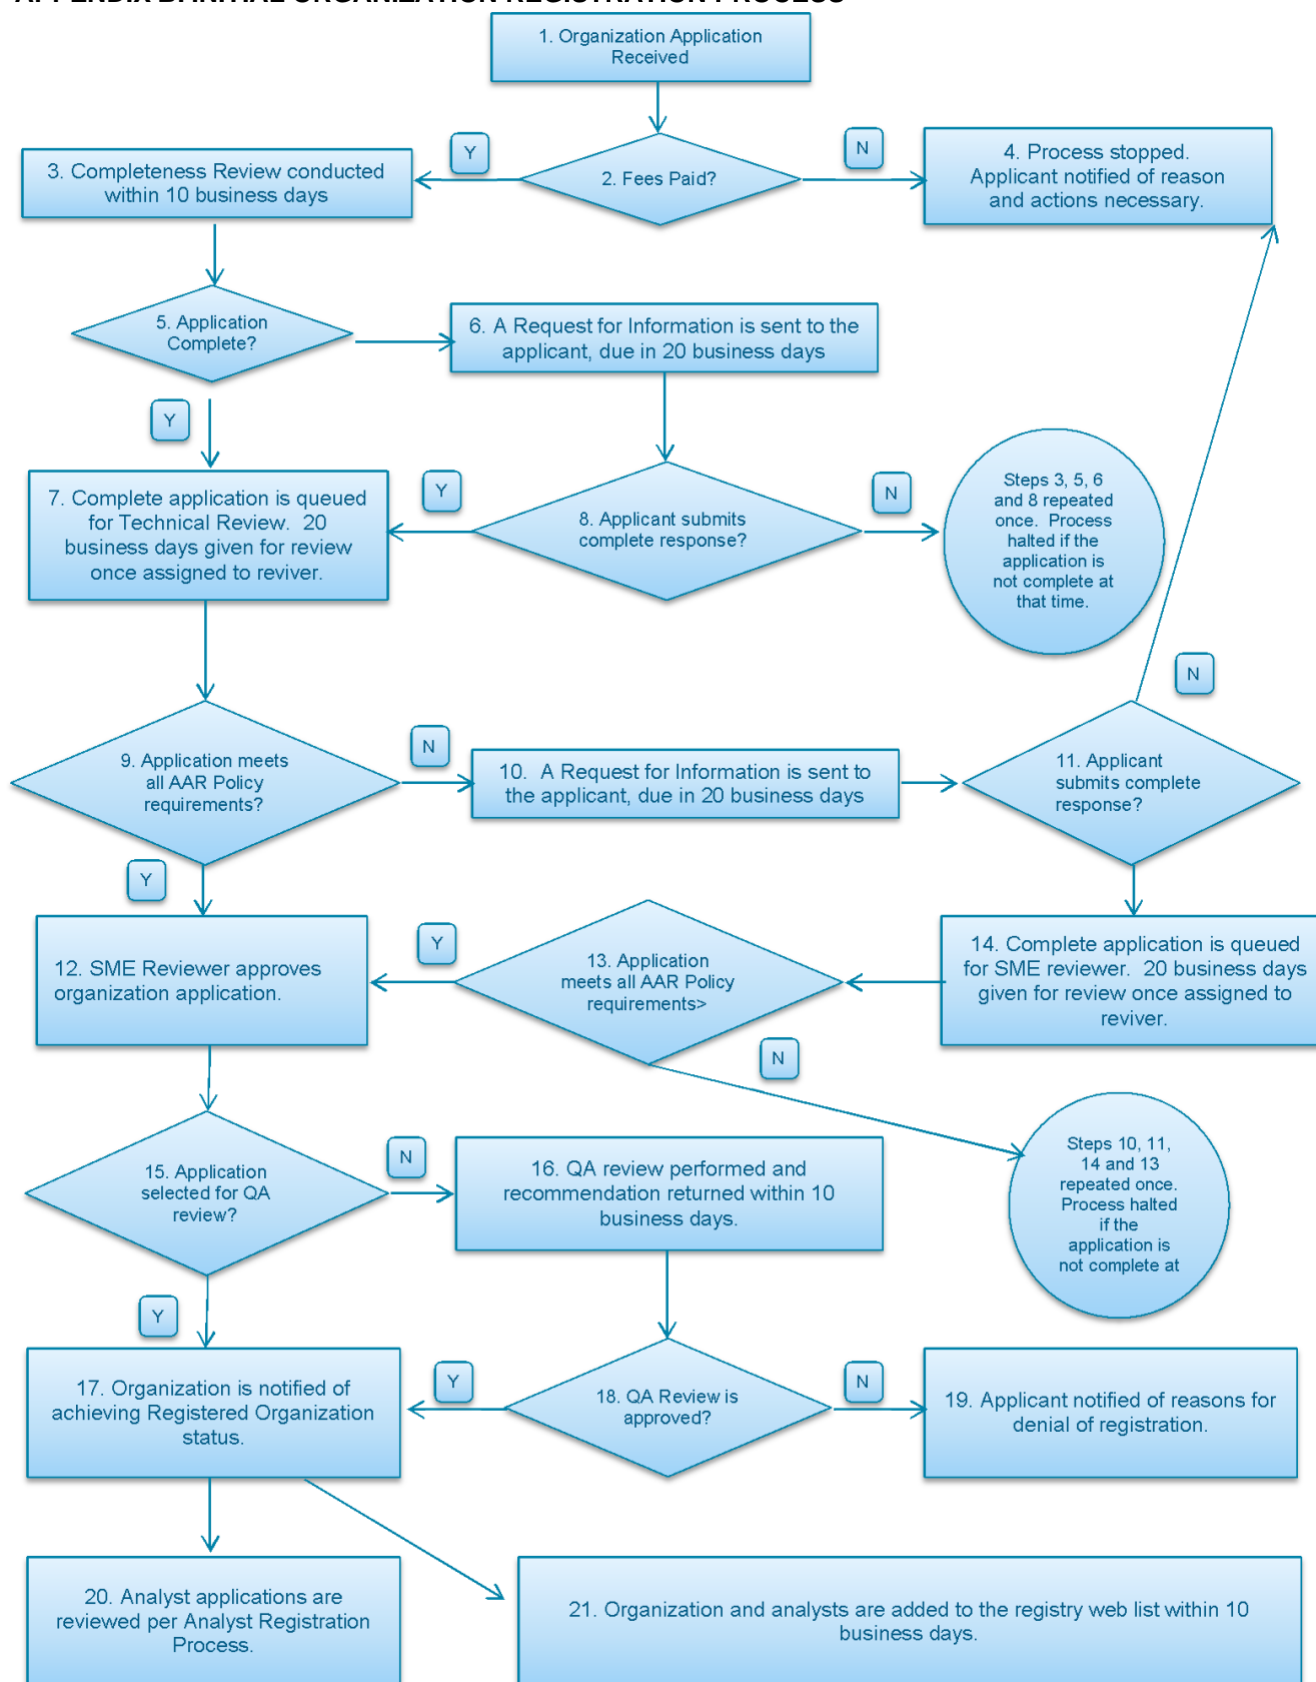 1. Organization Application
Received
Y
N
3. Completeness Review conducted
within 10 business days
2. Fees Paid?
4. Process stopped.
Applicant notified of reason
and actions necessary.
5. Application
Complete?
6. A Request for Information is sent to the
applicant, due in 20 business days
Y
7. Complete application is queued
for Technical Review. 20
business days given for review
once assigned to reviver.
Y
8. Applicant submits
complete response?
N
Steps 3, 5, 6
and 8 repeated
once. Process
halted if the
application is
not complete at
that time.
N
9. Application meets
all AAR Policy
requirements?
N
10. A Request for Information is sent to
the applicant, due in 20 business days
11. Applicant
submits complete
response?
Y
12. SME Reviewer approves
organization application.
Y
13. Application
meets all AAR Policy
requirements>
14. Complete application is queued
for SME reviewer. 20 business days
given for review once assigned to
reviver.
N
Steps 10, 11,
14 and 13
repeated once.
Process halted
if the
application is
not complete at
15. Application
selected for QA
review?
N
16. QA review performed and
recommendation returned within 10
business days.
Y
17. Organization is notified of
achieving Registered Organization
status.
Y
18. QA Review is
approved?
N
19. Applicant notified of reasons for
denial of registration.
20. Analyst applications are
reviewed per Analyst Registration
Process.
21. Organization and analysts are added to the registry web list within 10
business days.